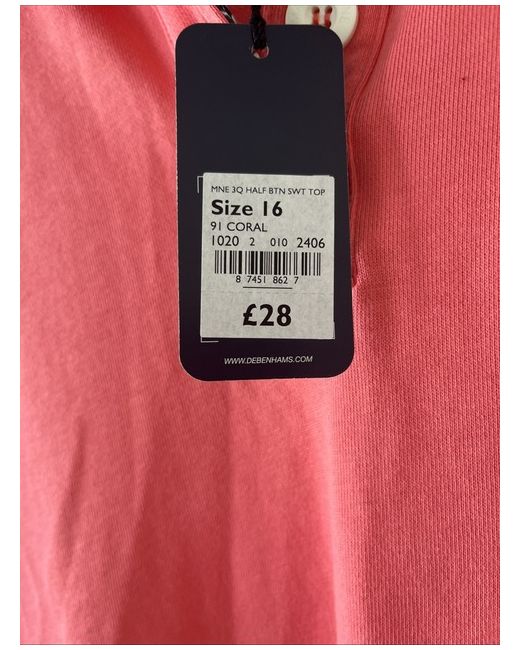 MNE 3Q HALF BTN SWT TOP
Size 16
91 CORAL
1020 2 010 2406
8 7451 862 7
£28
WWW.DEBENHAMS.COM